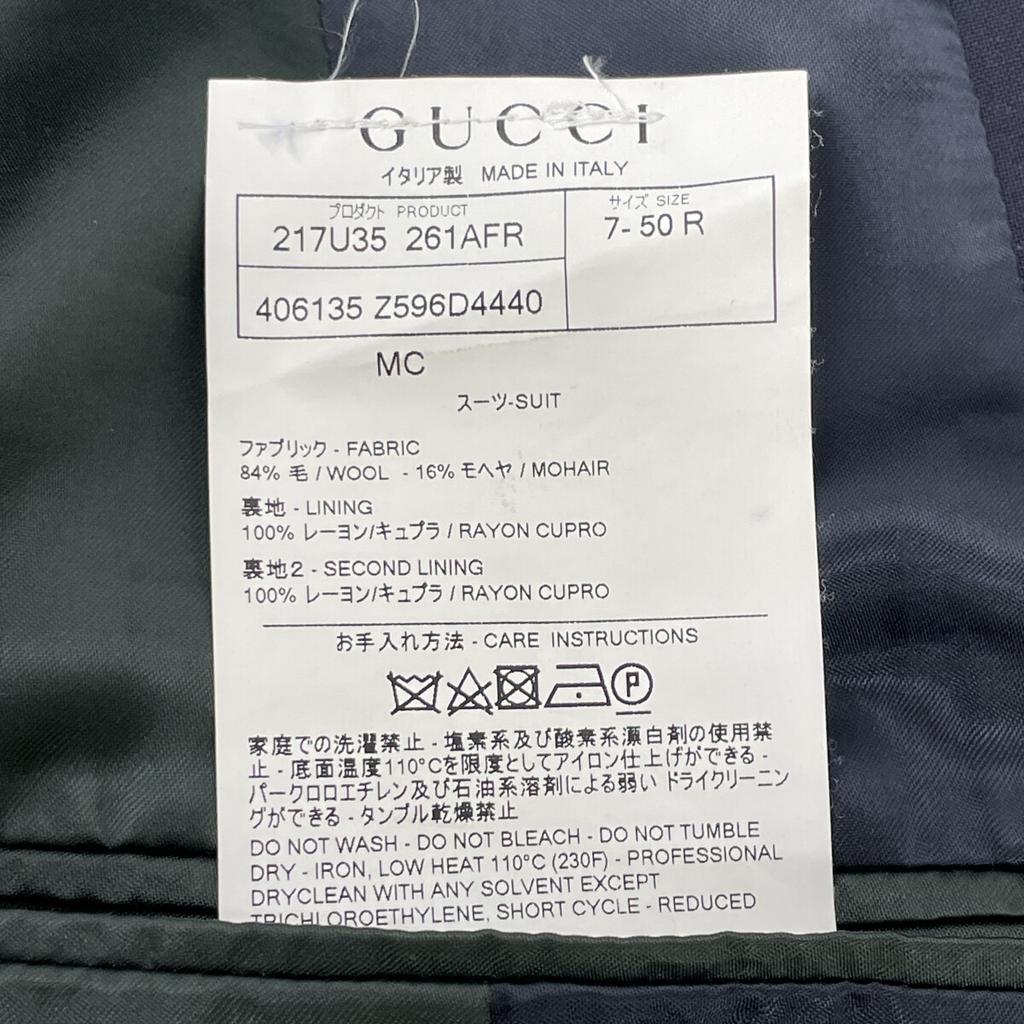 GUCCI
イタリア製 MADE IN ITALY
プロダクト PRODUCT
217U35 261AFR
サイズ SIZE
7- 50 R
406135 Z596D4440
MC
スーツ-SUIT
ファブリック - FABRIC
84% 毛 / WOOL - 16% モヘヤ / MOHAIR
裏地 - LINING
100% レーヨン/キュプラ / RAYON CUPRO
裏地2 - SECOND LINING
100% レーヨン/キュプラ / RAYON CUPRO
お手入れ方法 - CARE INSTRUCTIONS
P
家庭での洗濯禁止 - 塩素系及び酸素系漂白剤の使用禁
止 - 底面温度110°Cを限度としてアイロン仕上げができる -
パークロロエチレン及び石油系溶剤による弱い ドライクリーニン
グができる - タンブル乾燥禁止
DO NOT WASH - DO NOT BLEACH - DO NOT TUMBLE
DRY - IRON, LOW HEAT 110°C (230F) - PROFESSIONAL
DRYCLEAN WITH ANY SOLVENT EXCEPT
TRICHLOROETHYLENE, SHORT CYCLE - REDUCED